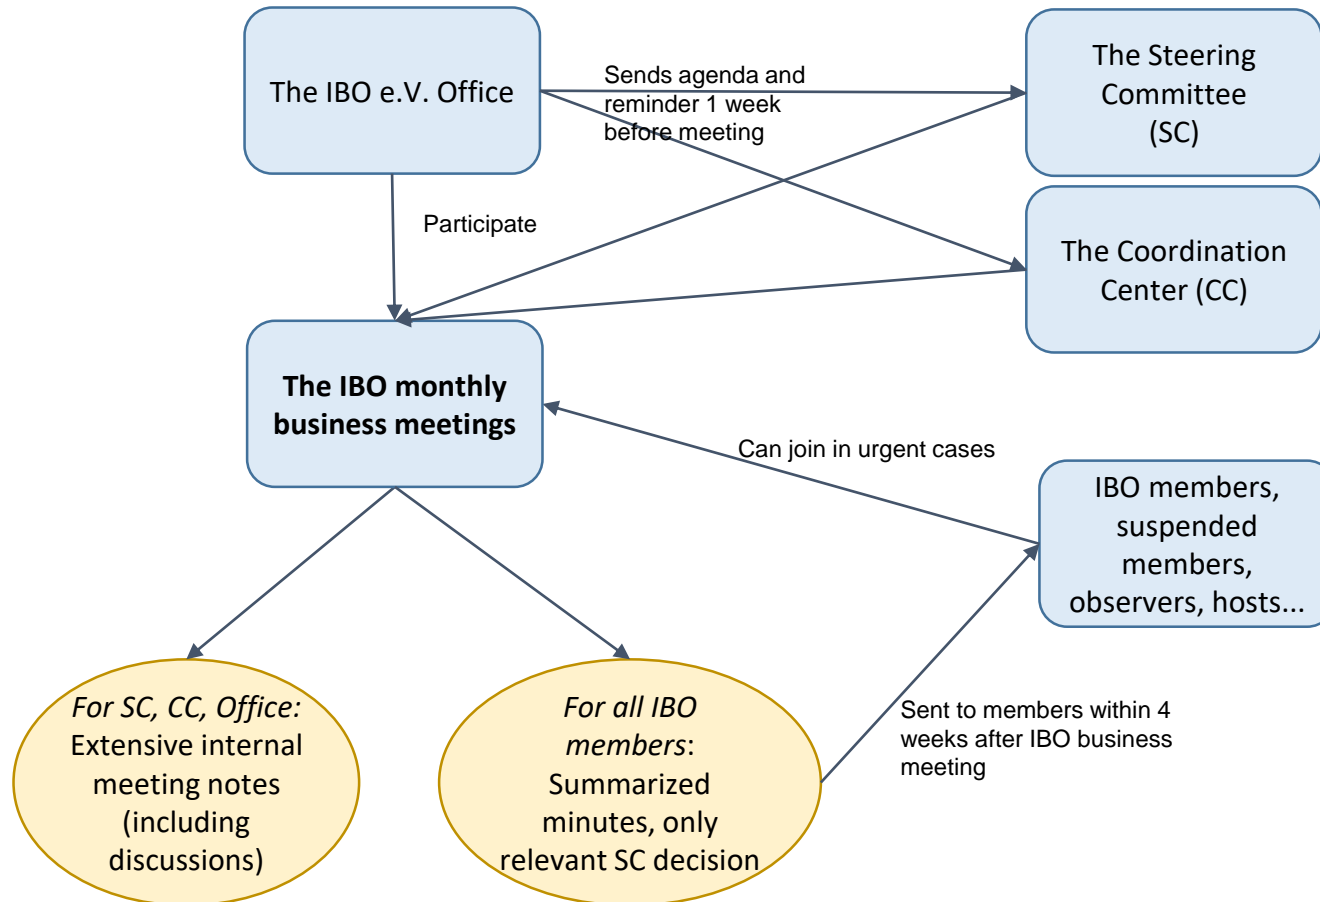 The IBO e.V. Office
Sends agenda and
reminder 1 week
before meeting
The Steering
Committee
(SC)
Participate
The Coordination
Center (CC)
The IBO monthly
business meetings
Can join in urgent cases
IBO members,
suspended
members,
observers, hosts...
For SC, CC, Office:
Extensive internal
meeting notes
(including
discussions)
For all IBO
members:
Summarized
minutes, only
relevant SC decision
Sent to members within 4
weeks after IBO business
meeting